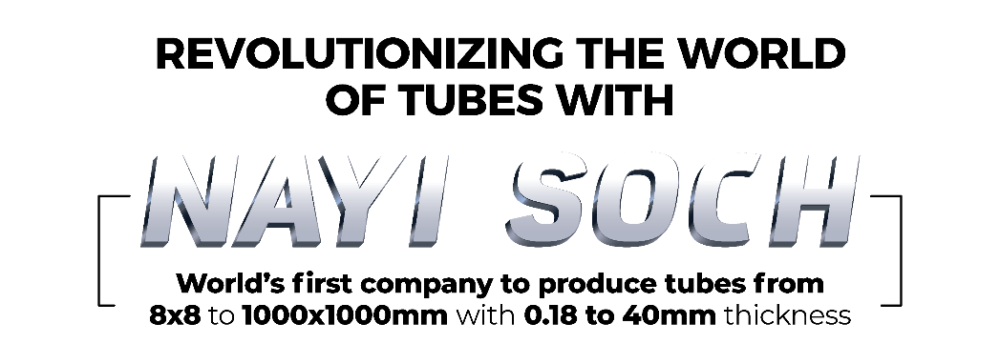 REVOLUTIONIZING THE WORLD
OF TUBES WITH
NAYI SOCH
World's first company to produce tubes from
8x8 to 1000x1000mm with 0.18 to 40mm thickness